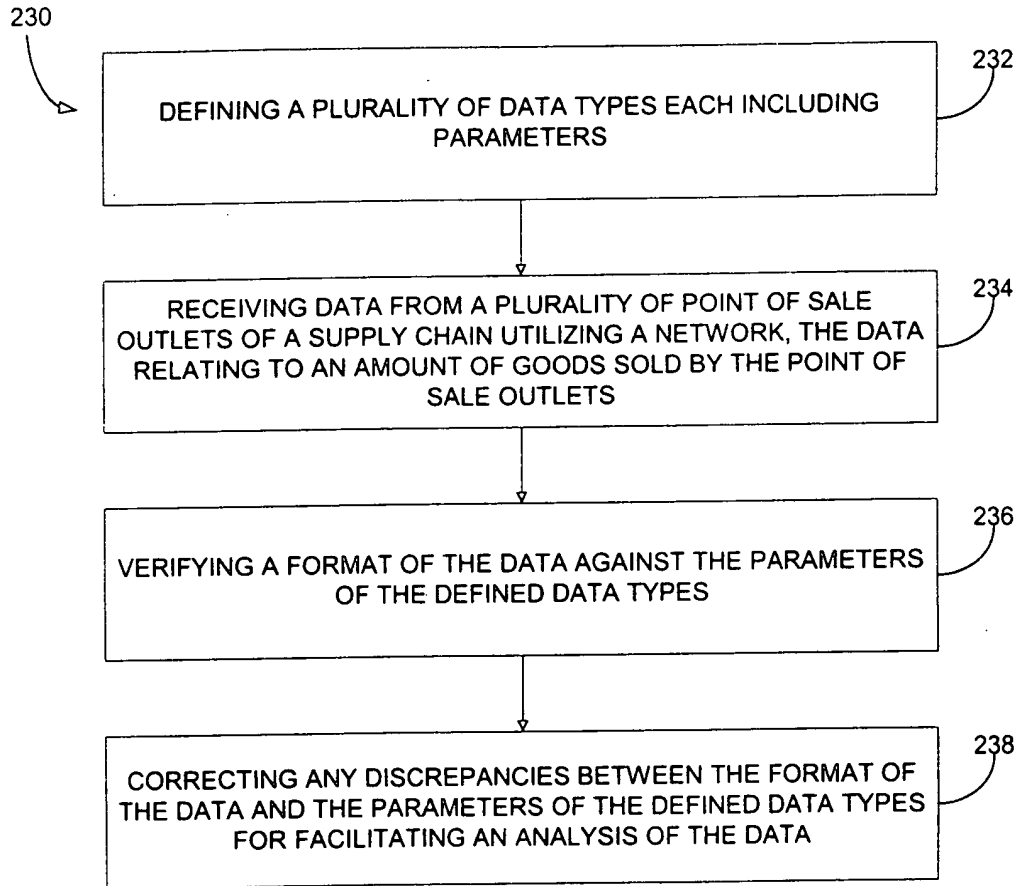 230
232
DEFINING A PLURALITY OF DATA TYPES EACH INCLUDING
PARAMETERS
234
RECEIVING DATA FROM A PLURALITY OF POINT OF SALE
OUTLETS OF A SUPPLY CHAIN UTILIZING A NETWORK, THE DATA
RELATING TO AN AMOUNT OF GOODS SOLD BY THE POINT OF
SALE OUTLETS
236
VERIFYING A FORMAT OF THE DATA AGAINST THE PARAMETERS
OF THE DEFINED DATA TYPES
238
CORRECTING ANY DISCREPANCIES BETWEEN THE FORMAT OF
THE DATA AND THE PARAMETERS OF THE DEFINED DATA TYPES
FOR FACILITATING AN ANALYSIS OF THE DATA